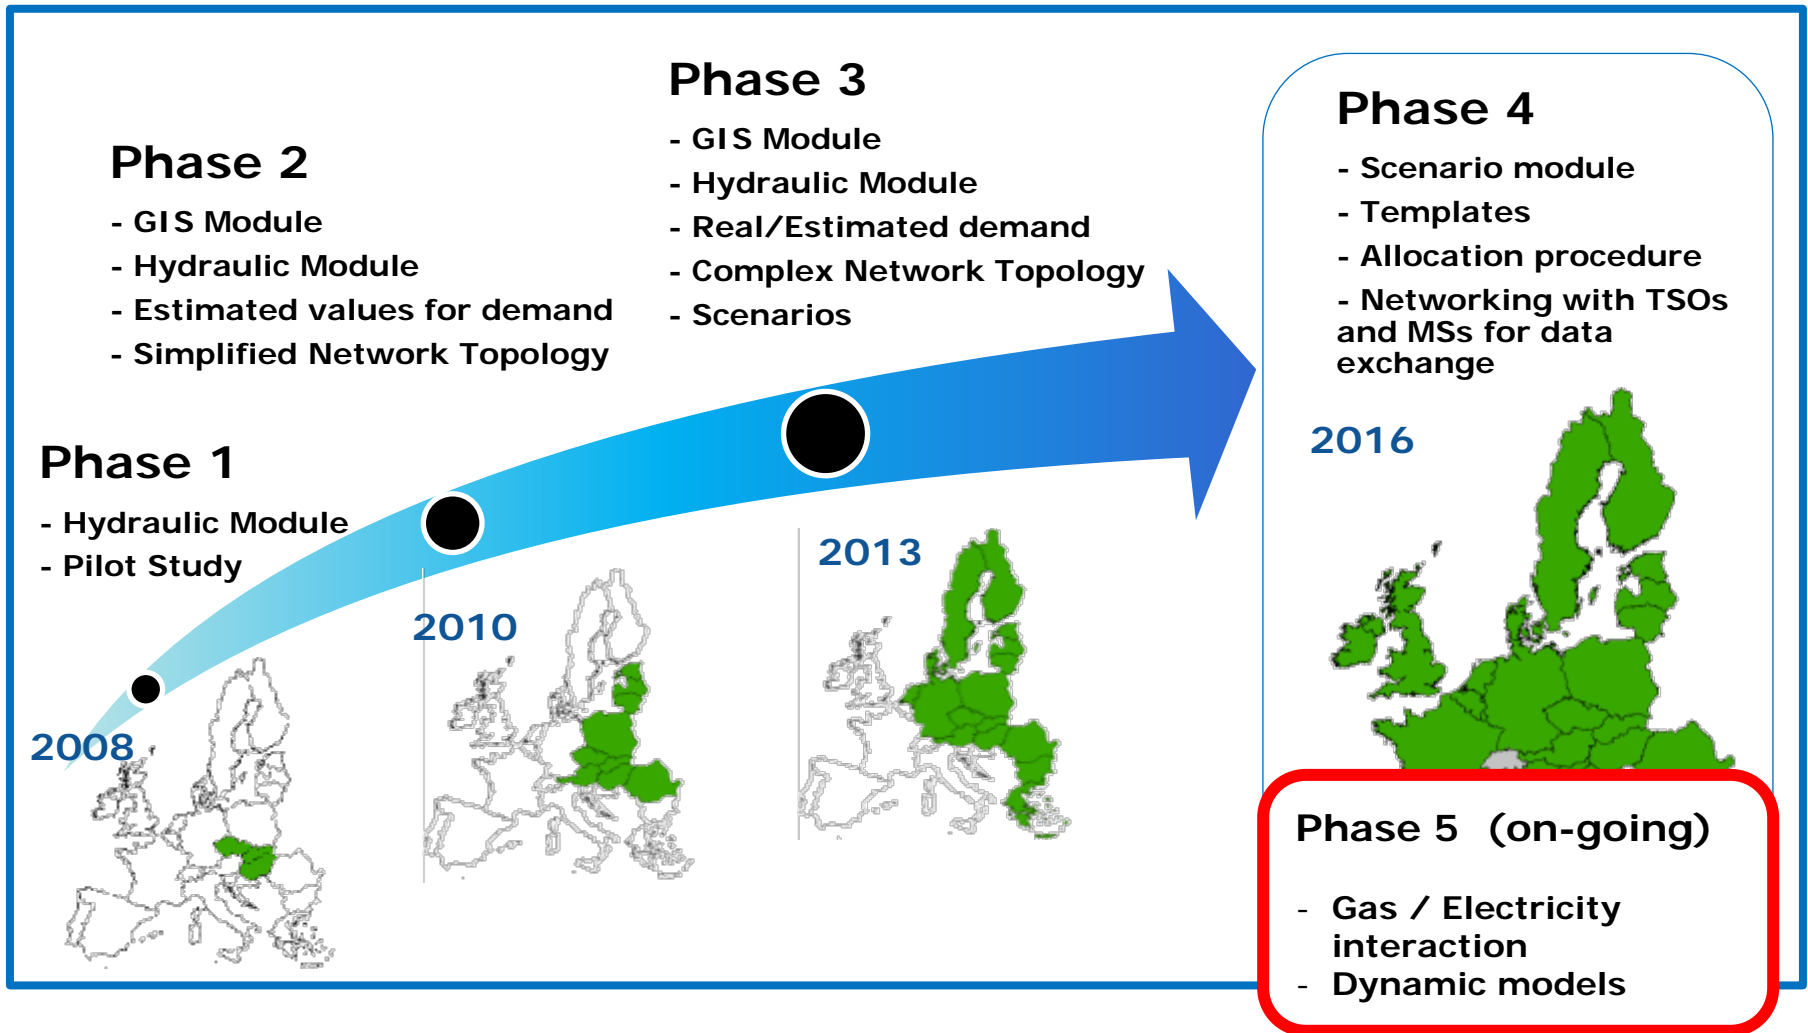 Phase 1
- Hydraulic Module
- Pilot Study
2008
Phase 2
- GIS Module
- Hydraulic Module
- Estimated values for demand
- Simplified Network Topology
2010
Phase 3
- GIS Module
- Hydraulic Module
- Real/Estimated demand
- Complex Network Topology
- Scenarios
2013
Phase 4
- Scenario module
- Templates
- Allocation procedure
- Networking with TSOs
and MSs for data
exchange
2016
Phase 5 (on-going)
- Gas / Electricity
interaction
- Dynamic models